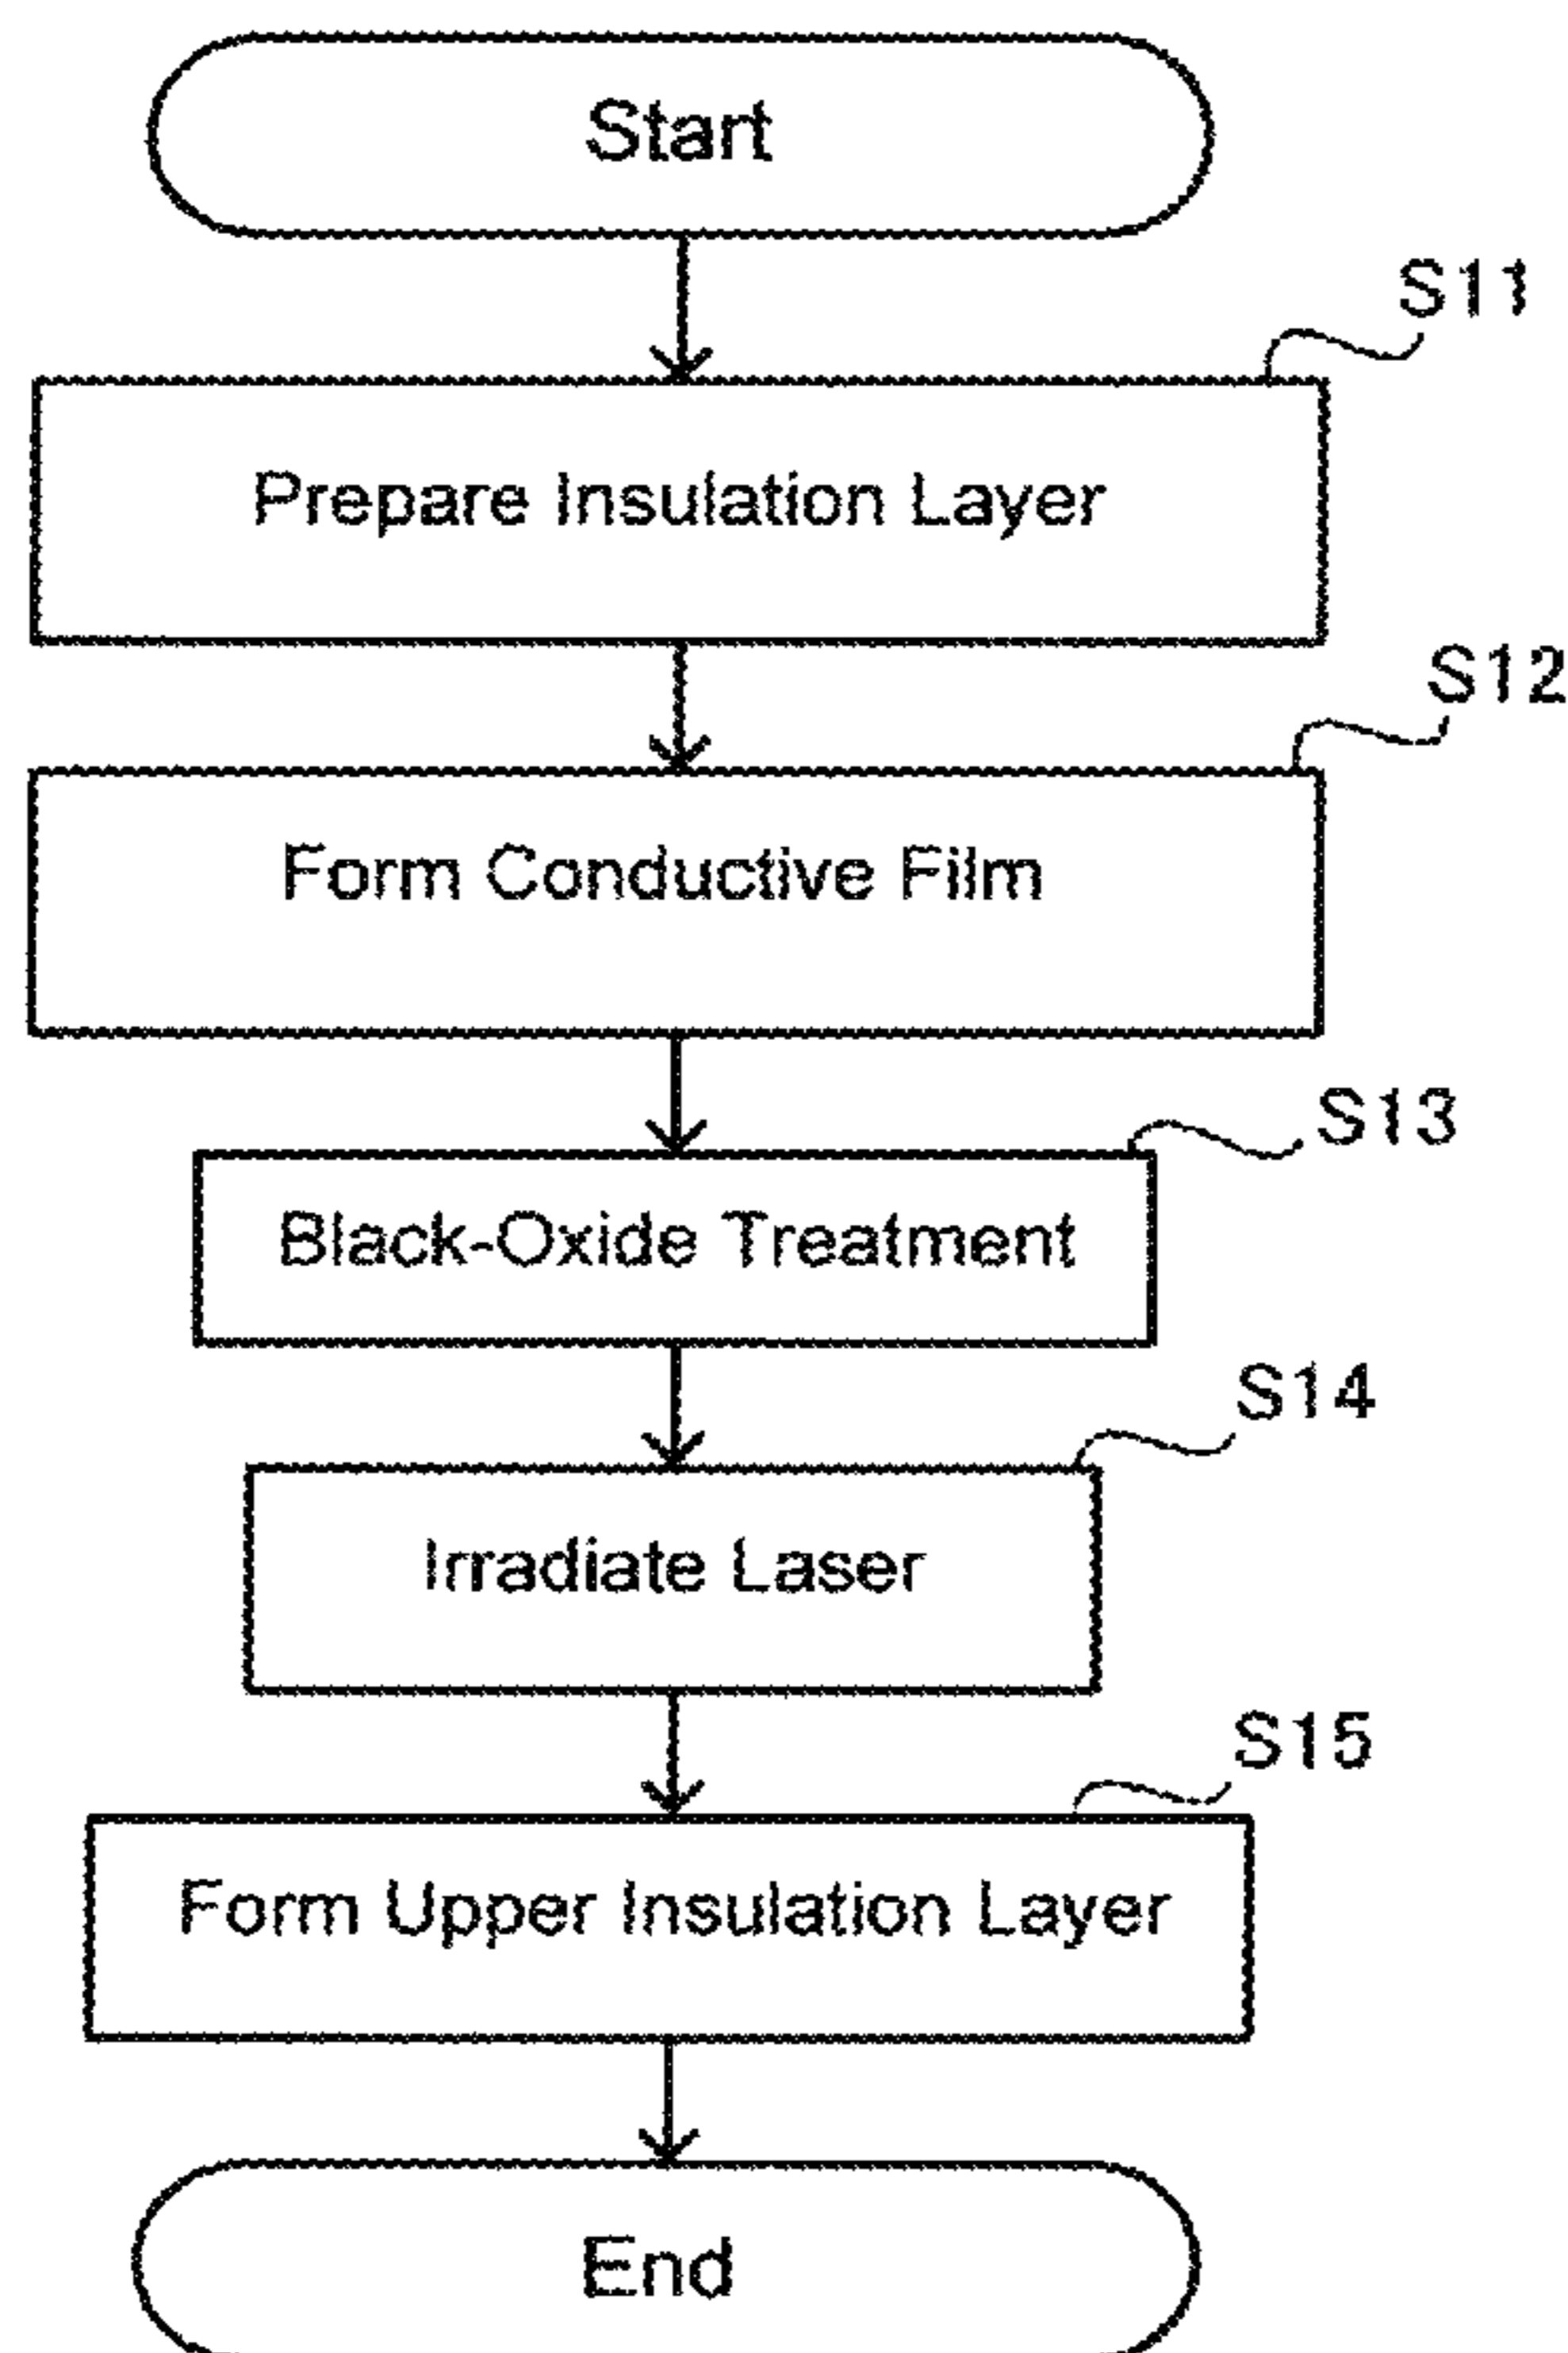 Start
S11
Prepare Insulation Layer
S12
Form Conductive Film
S13
Black-Oxide Treatment
S14
Irradiate Laser
S15
Form Upper Insulation Layer
End